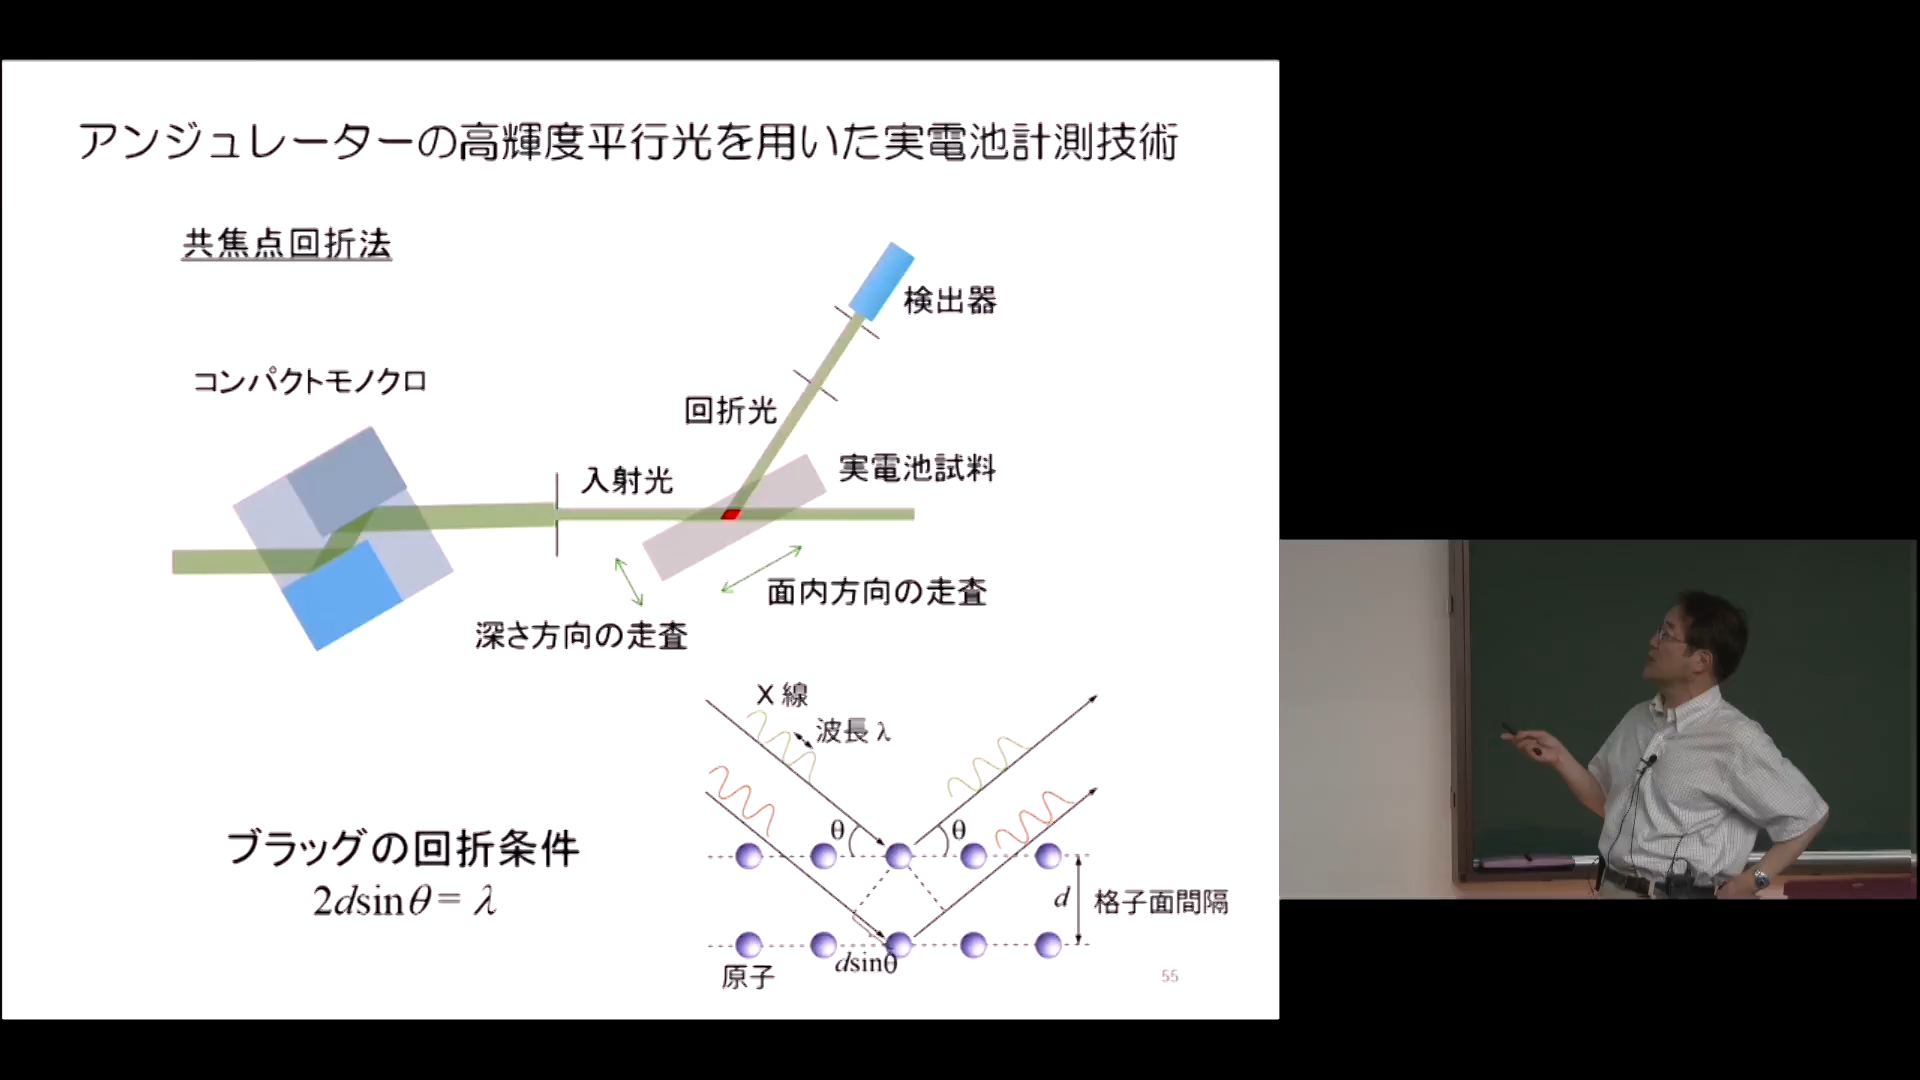 アンジュレーターの高輝度平行光を用いた実電池計測技術
共焦点回折法
検出器
コンパクトモノクロ
回折光
実電池試料
入射光
面内方向の走査
深さ方向の走査
X 線
波長 λ
θ
θ
ブラッグの回折条件
2dsinθ = λ
d
格子面間隔
dsinθ
原子
55